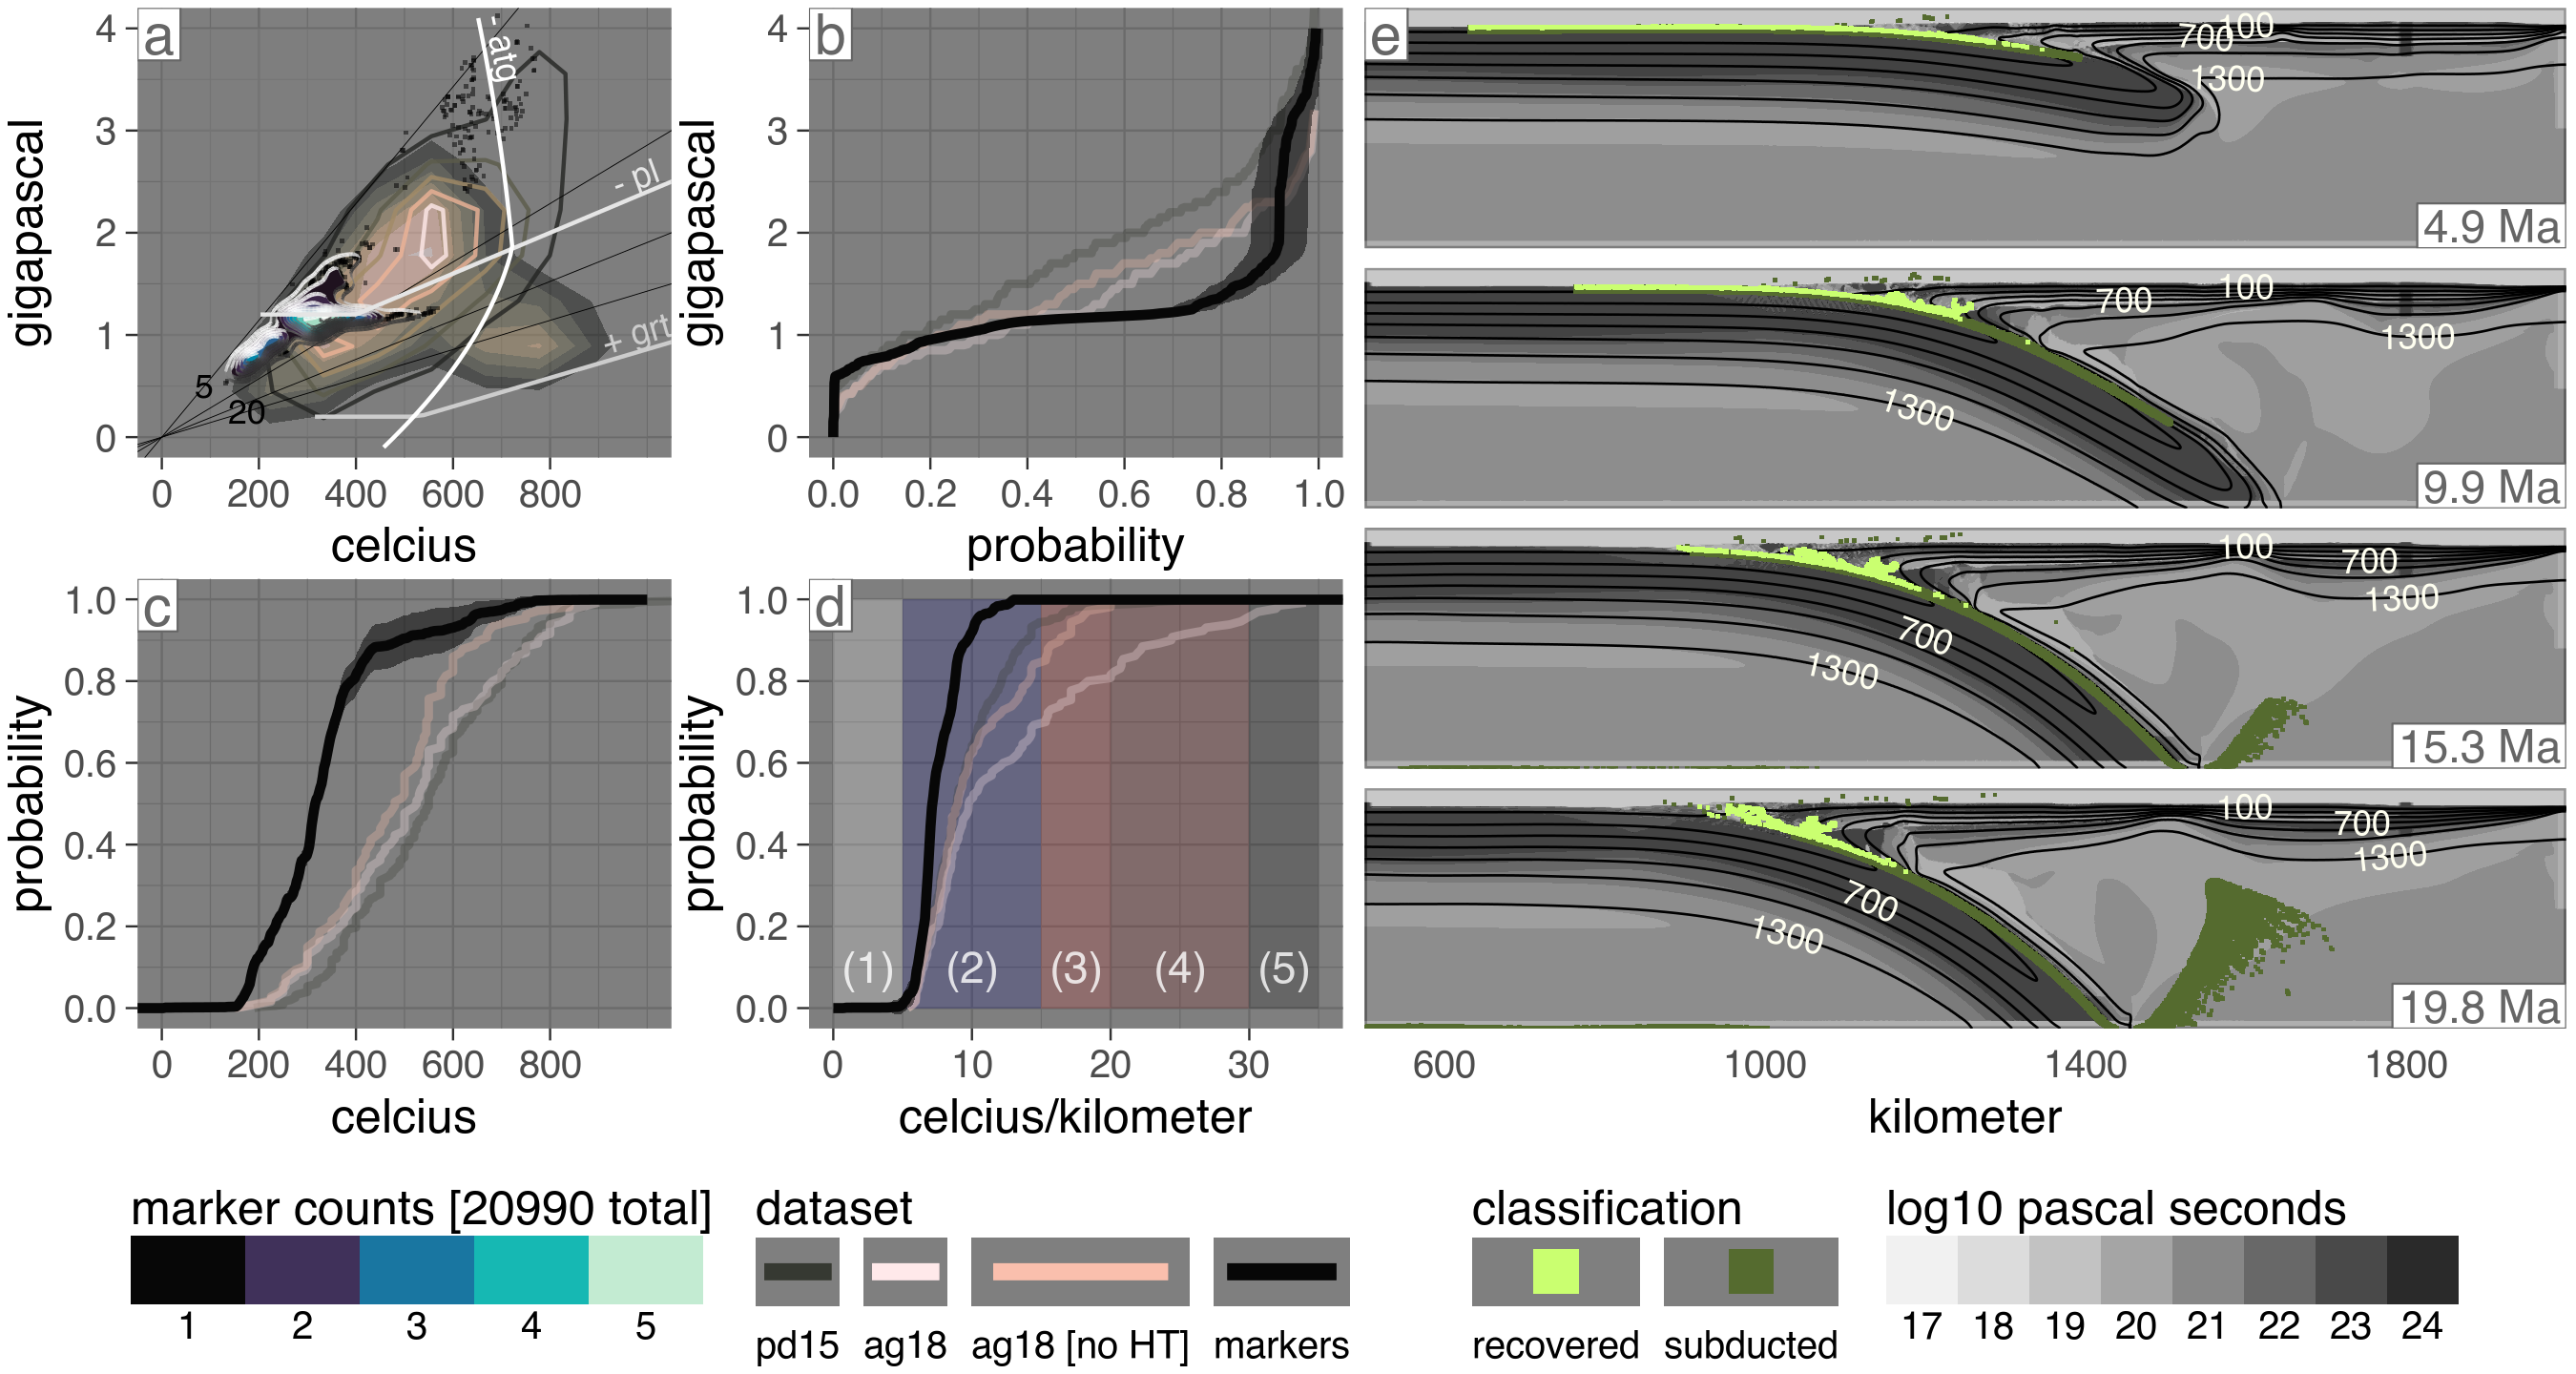 a
4
3
2
1
0
gigapascal
- atg
- pl
+ grt
5
20
0 200 400 600 800
celcius
b
4
3
2
1
0
gigapascal
0.0 0.2 0.4 0.6 0.8 1.0
probability
c
1.0
0.8
0.6
0.4
0.2
0.0
probability
0 200 400 600 800
celcius
d
1.0
0.8
0.6
0.4
0.2
0.0
probability
(1) (2) (3) (4) (5)
0 10 20 30
celcius/kilometer
e
100
700
1300
4.9 Ma
100
700
1300
1300
9.9 Ma
100
700
1300
700
1300
15.3 Ma
100
700
1300
700
1300
19.8 Ma
600 1000 1400 1800
kilometer
marker counts [20990 total]
1 2 3 4 5
dataset
pd15 ag18 ag18 [no HT] markers
classification
recovered subducted
log10 pascal seconds
17 18 19 20 21 22 23 24